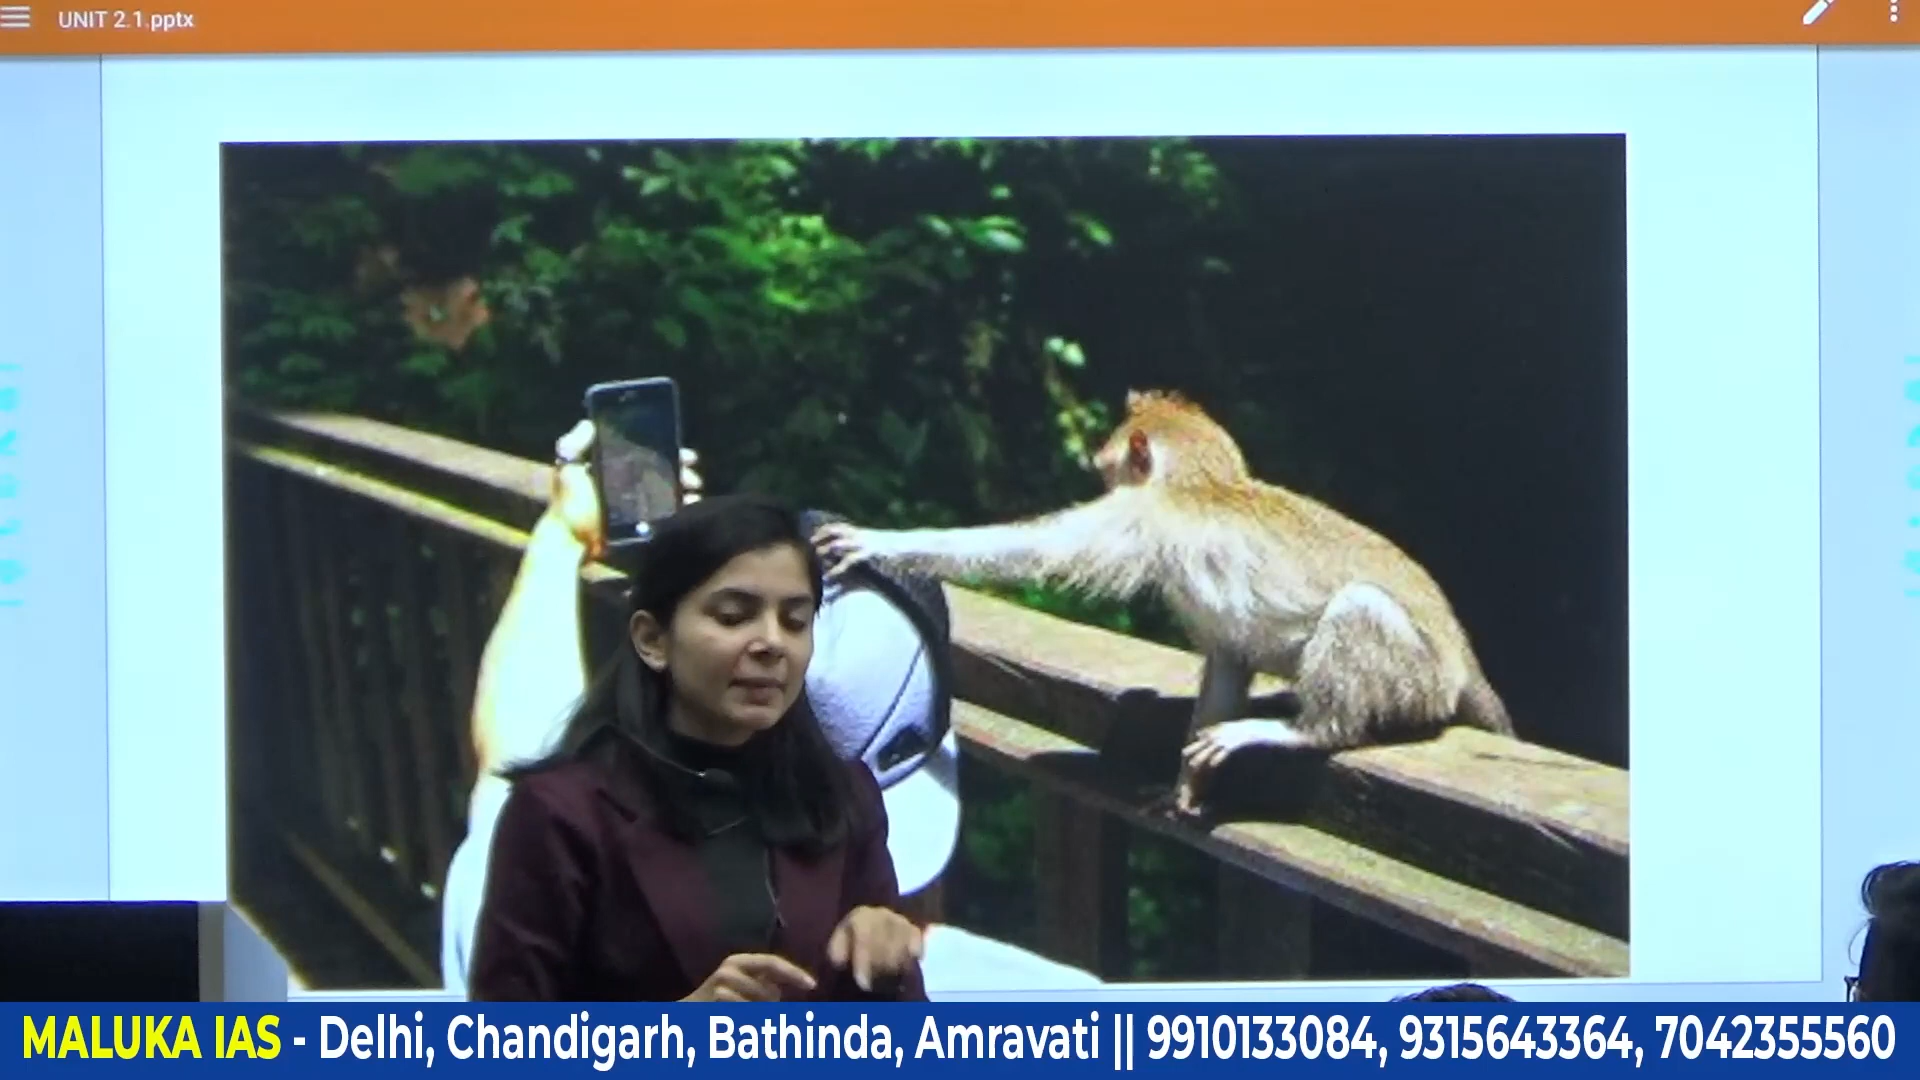 UNIT 2.1.pptx
MALUKA IAS - Delhi, Chandigarh, Bathinda, Amravati || 9910133084, 9315643364, 7042355560